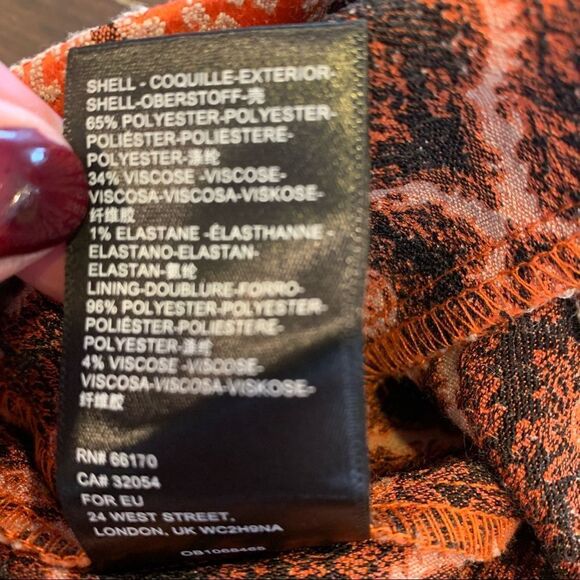 SHELL - COQUILLE-EXTERIOR-
SHELL-OBERSTOFF-壳
65% POLYESTER-POLYESTER-
POLIÉSTER-POLIESTERE-
POLYESTER-涤纶
34% VISCOSE -VISCOSE-
VISCOSA-VISCOSA-VISKOSE-
纤维胶
1% ELASTANE -ÉLASTHANNE -
ELASTANO-ELASTAN-
ELASTAN-氨纶
LINING-DOUBLURE-FORRO-
96% POLYESTER-POLYESTER-
POLIÉSTER-POLIESTERE-
POLYESTER-涤纶
4% VISCOSE -VISCOSE-
VISCOSA-VISCOSA-VISKOSE-
纤维胶
RN# 66170
CA# 32054
FOR EU
24 WEST STREET,
LONDON, UK WC2H9NA